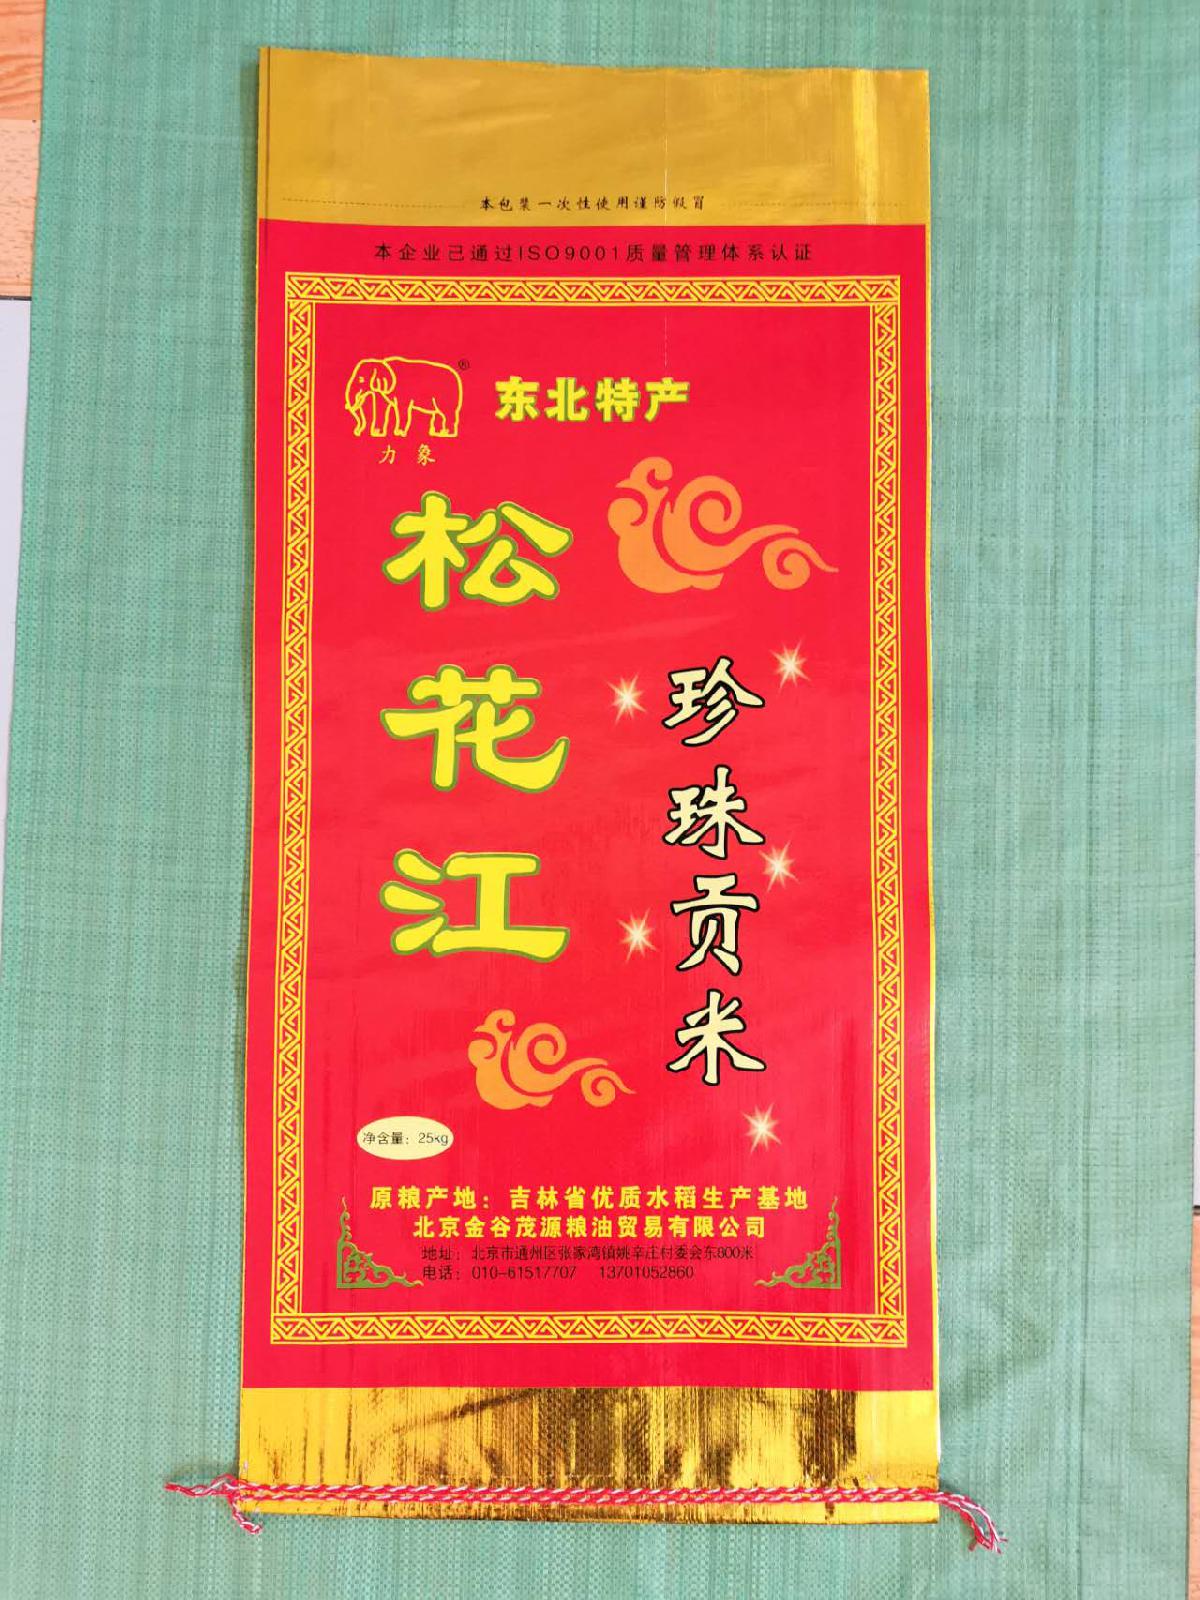 本包装一次性使用谨防假冒
本企业已通过ISO9001质量管理体系认证
®
东北特产
力象
松花江
珍珠贡米
净含量：25kg
原粮产地：吉林省优质水稻生产基地
北京金谷茂源粮油贸易有限公司
地址：北京市通州区张家湾镇姚辛庄村委会东800米
电话：010-61517707 13701052860